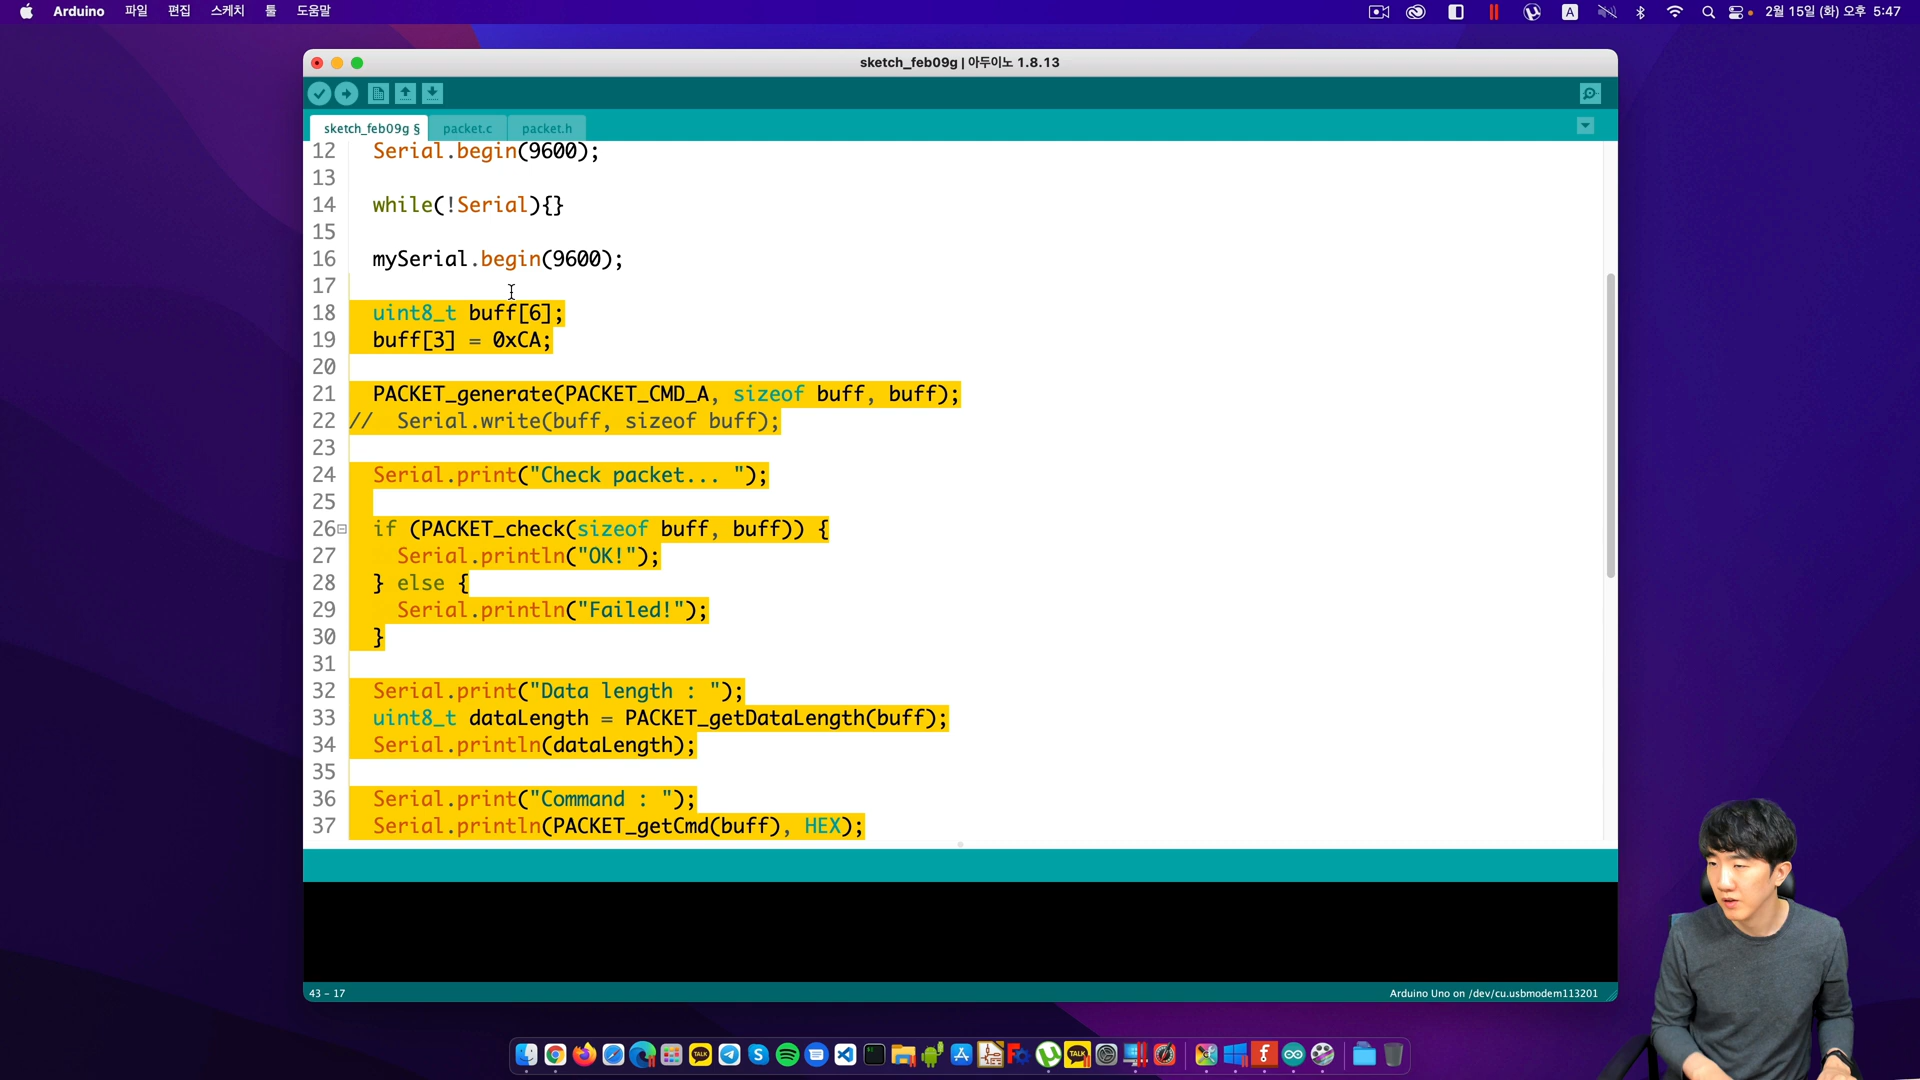 Arduino 파일 편집 스케치 툴 도움말
A 2월 15일 (화) 오후 5:47
sketch_feb09g | 아두이노 1.8.13
sketch_feb09g § packet.c packet.h
12 Serial.begin(9600);
13
14 while(!Serial){}
15
16 mySerial.begin(9600);
17
18 uint8_t buff[6];
19 buff[3] = 0xCA;
20
21 PACKET_generate(PACKET_CMD_A, sizeof buff, buff);
22 // Serial.write(buff, sizeof buff);
23
24 Serial.print("Check packet... ");
25
26 if (PACKET_check(sizeof buff, buff)) {
27 Serial.println("OK!");
28 } else {
29 Serial.println("Failed!");
30 }
31
32 Serial.print("Data length : ");
33 uint8_t dataLength = PACKET_getDataLength(buff);
34 Serial.println(dataLength);
35
36 Serial.print("Command : ");
37 Serial.println(PACKET_getCmd(buff), HEX);
43 - 17
Arduino Uno on /dev/cu.usbmodem113201
TALK
TALK